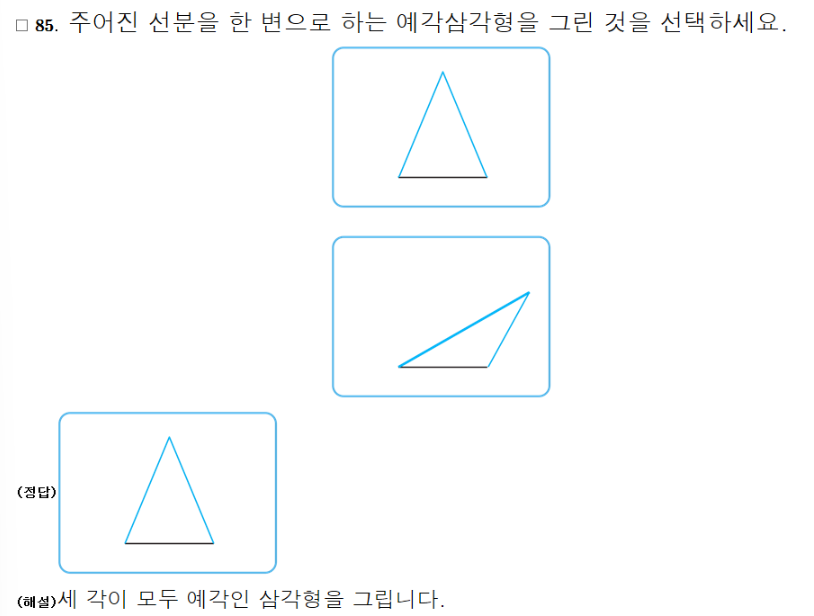 □ 85. 주어진 선분을 한 변으로 하는 예각삼각형을 그린 것을 선택하세요.
(정답)
(해설)세 각이 모두 예각인 삼각형을 그립니다.